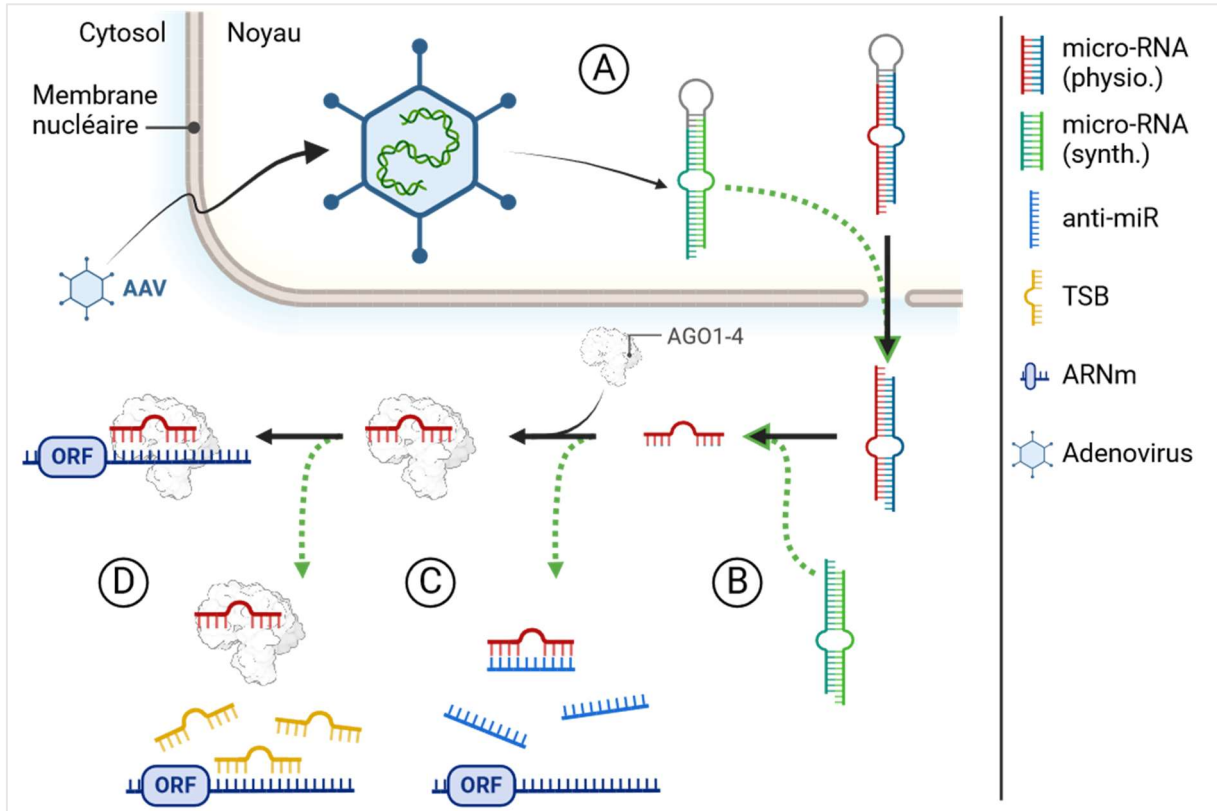 Cytosol
Noyau
Membrane
nucléaire
AAV
A
AGO1-4
ORF
D
C
B
ORF
ORF
micro-RNA
(physio.)
micro-RNA
(synth.)
anti-miR
TSB
ARNm
Adenovirus